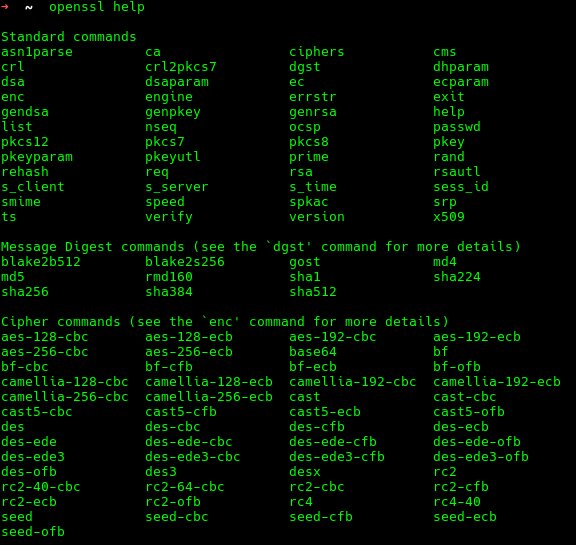 → ~ openssl help
Standard commands
asn1parse ca ciphers cms
crl crl2pkcs7 dgst dhparam
dsa dsaparam ec ecparam
enc engine errstr exit
gendsa genpkey genrsa help
list nseq ocsp passwd
pkcs12 pkcs7 pkcs8 pkey
pkeyparam pkeyutl prime rand
rehash req rsa rsautl
s_client s_server s_time sess_id
smime speed spkac srp
ts verify version x509
Message Digest commands (see the `dgst' command for more details)
blake2b512 blake2s256 gost md4
md5 rmd160 sha1 sha224
sha256 sha384 sha512
Cipher commands (see the `enc' command for more details)
aes-128-cbc aes-128-ecb aes-192-cbc aes-192-ecb
aes-256-cbc aes-256-ecb base64 bf
bf-cbc bf-cfb bf-ecb bf-ofb
camellia-128-cbc camellia-128-ecb camellia-192-cbc camellia-192-ecb
camellia-256-cbc camellia-256-ecb cast cast-cbc
cast5-cbc cast5-cfb cast5-ecb cast5-ofb
des des-cbc des-cfb des-ecb
des-ede des-ede-cbc des-ede-cfb des-ede-ofb
des-ede3 des-ede3-cbc des-ede3-cfb des-ede3-ofb
des-ofb des3 desx rc2
rc2-40-cbc rc2-64-cbc rc2-cbc rc2-cfb
rc2-ecb rc2-ofb rc4 rc4-40
seed seed-cbc seed-cfb seed-ecb
seed-ofb